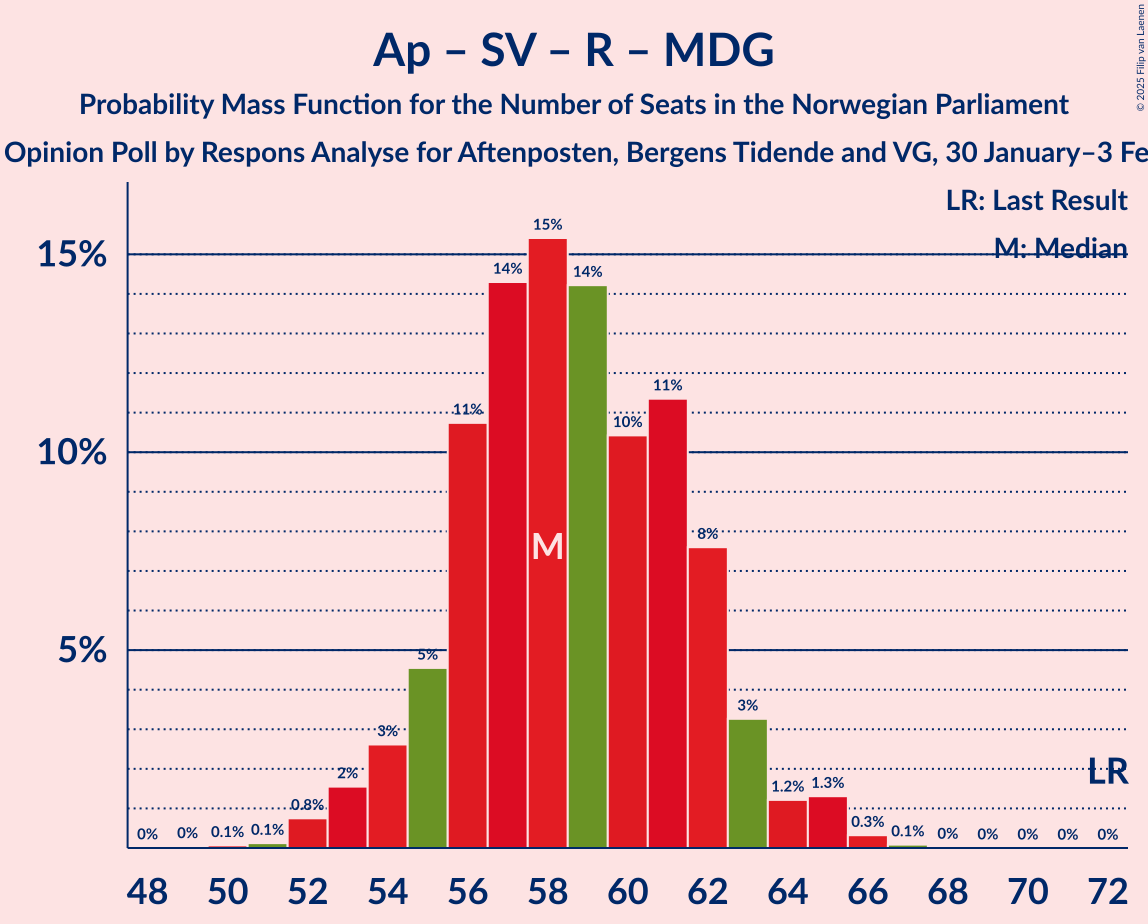 Ap – SV – R – MDG
Probability Mass Function for the Number of Seats in the Norwegian Parliament
Opinion Poll by Respons Analyse for Aftenposten, Bergens Tidende and VG, 30 January–3 Fe
© 2025 Filip van Laenen
LR: Last Result
M: Median
15%
10%
5%
0% 0% 0.1% 0.1% 0.8% 2% 3% 5% 11% 14% 15% 14% 10% 11% 8% 3% 1.2% 1.3% 0.3% 0.1% 0% 0% 0% 0% 0%
M
LR
48 50 52 54 56 58 60 62 64 66 68 70 72